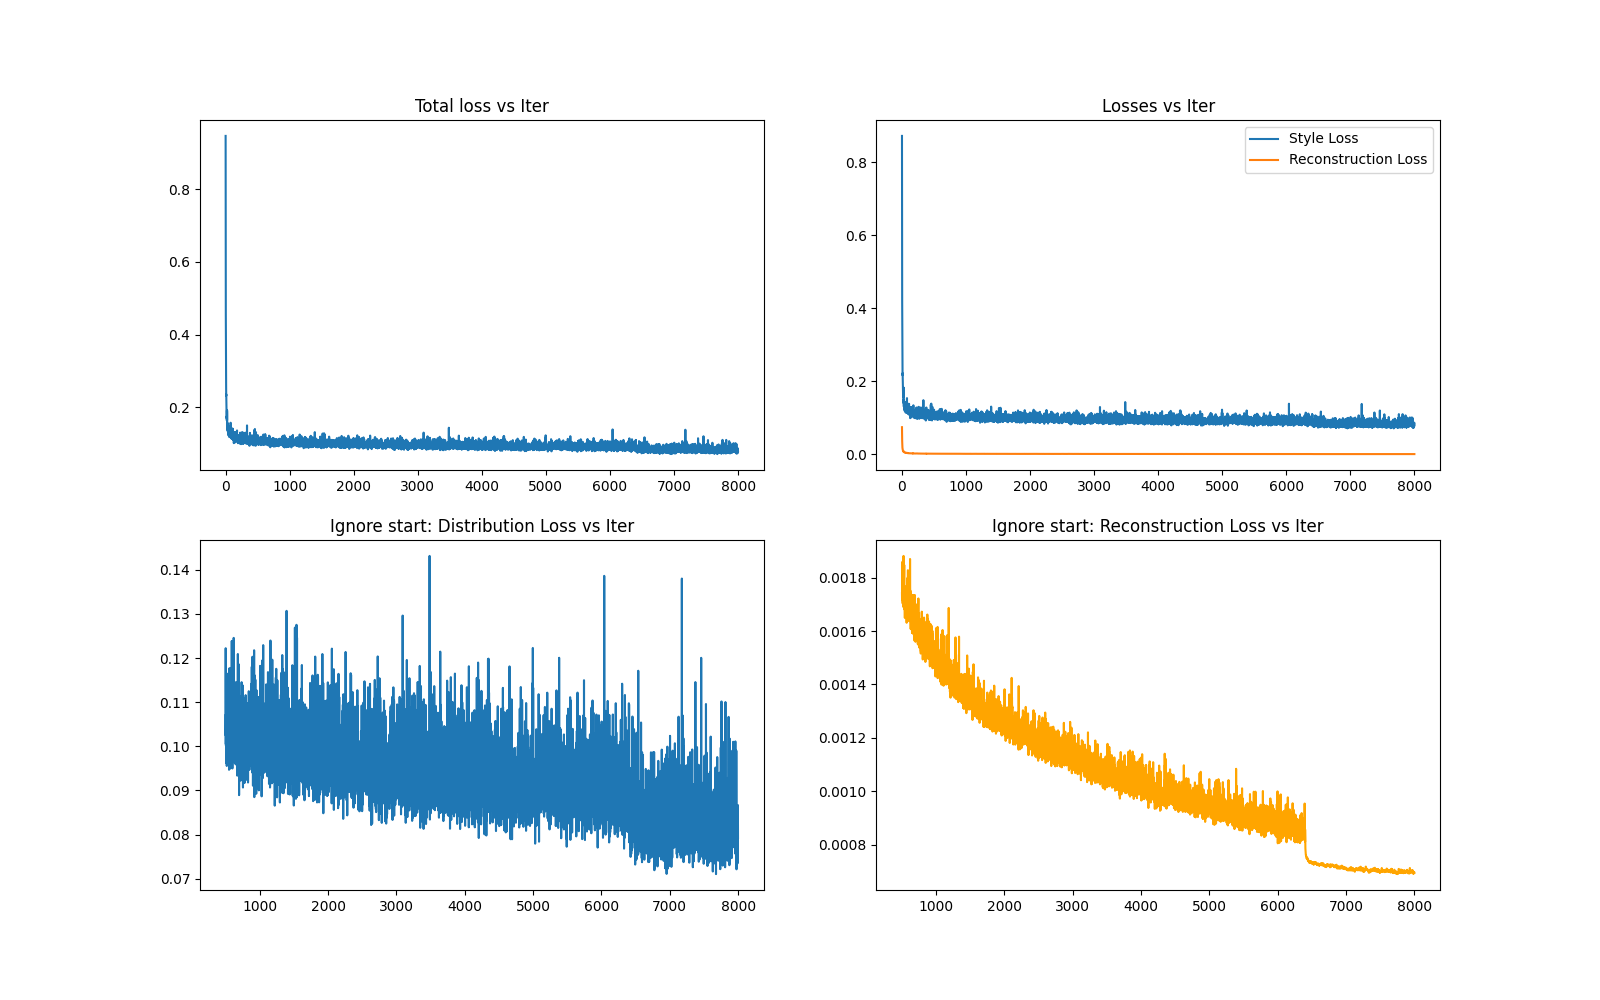 Total loss vs Iter
0.8
0.6
0.4
0.2
0 1000 2000 3000 4000 5000 6000 7000 8000
Losses vs Iter
Style Loss
Reconstruction Loss
0.8
0.6
0.4
0.2
0.0
0 1000 2000 3000 4000 5000 6000 7000 8000
Ignore start: Distribution Loss vs Iter
0.14
0.13
0.12
0.11
0.10
0.09
0.08
0.07
1000 2000 3000 4000 5000 6000 7000 8000
Ignore start: Reconstruction Loss vs Iter
0.0018
0.0016
0.0014
0.0012
0.0010
0.0008
1000 2000 3000 4000 5000 6000 7000 8000